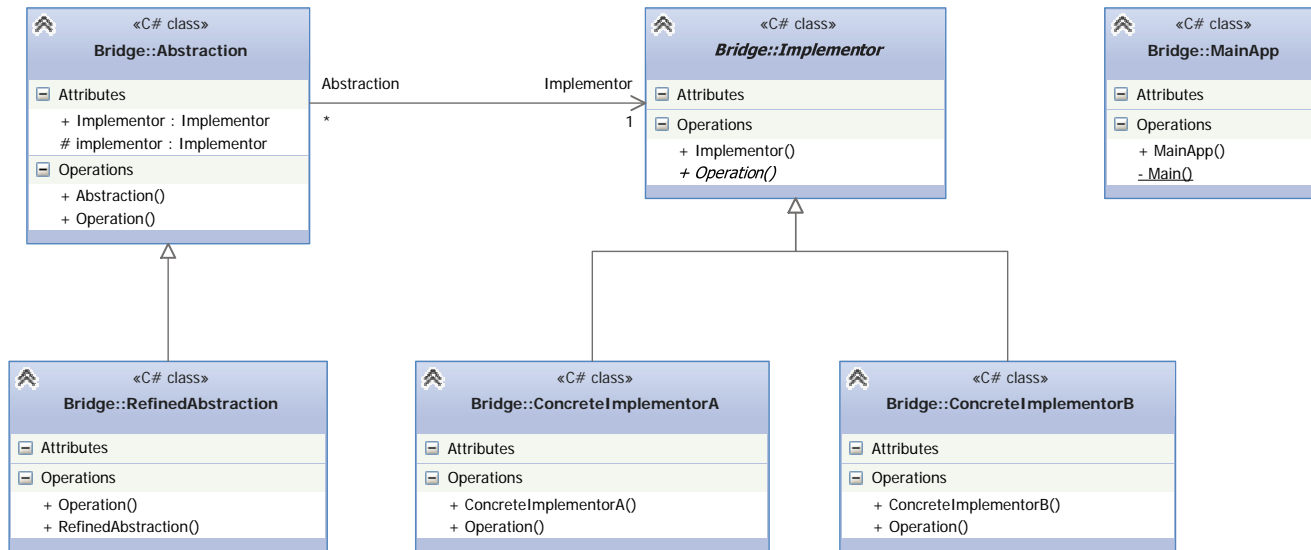 «C# class»
Bridge::Abstraction
Attributes
+ Implementor : Implementor
# implementor : Implementor
Operations
+ Abstraction()
+ Operation()
Abstraction
Implementor
*
1
«C# class»
Bridge::Implementor
Attributes
Operations
+ Implementor()
+ Operation()
«C# class»
Bridge::MainApp
Attributes
Operations
+ MainApp()
- Main()
«C# class»
Bridge::RefinedAbstraction
Attributes
Operations
+ Operation()
+ RefinedAbstraction()
«C# class»
Bridge::ConcreteImplementorA
Attributes
Operations
+ ConcreteImplementorA()
+ Operation()
«C# class»
Bridge::ConcreteImplementorB
Attributes
Operations
+ ConcreteImplementorB()
+ Operation()